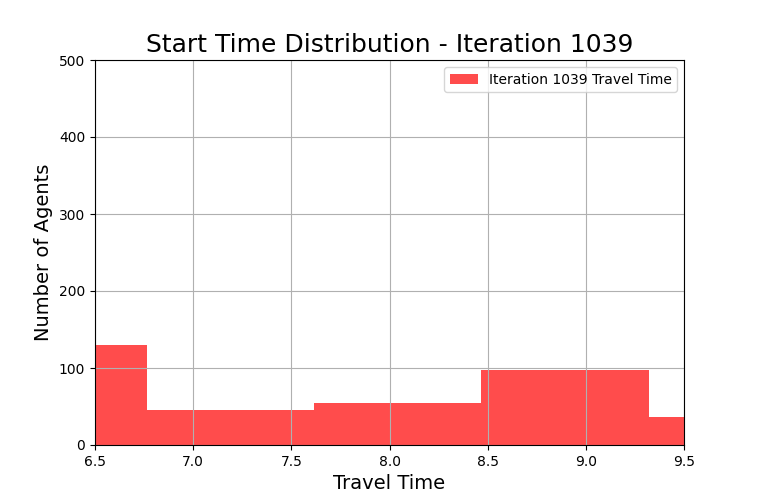 Start Time Distribution - Iteration 1039
500
400
300
200
100
0
Number of Agents
Iteration 1039 Travel Time
6.5 7.0 7.5 8.0 8.5 9.0 9.5
Travel Time